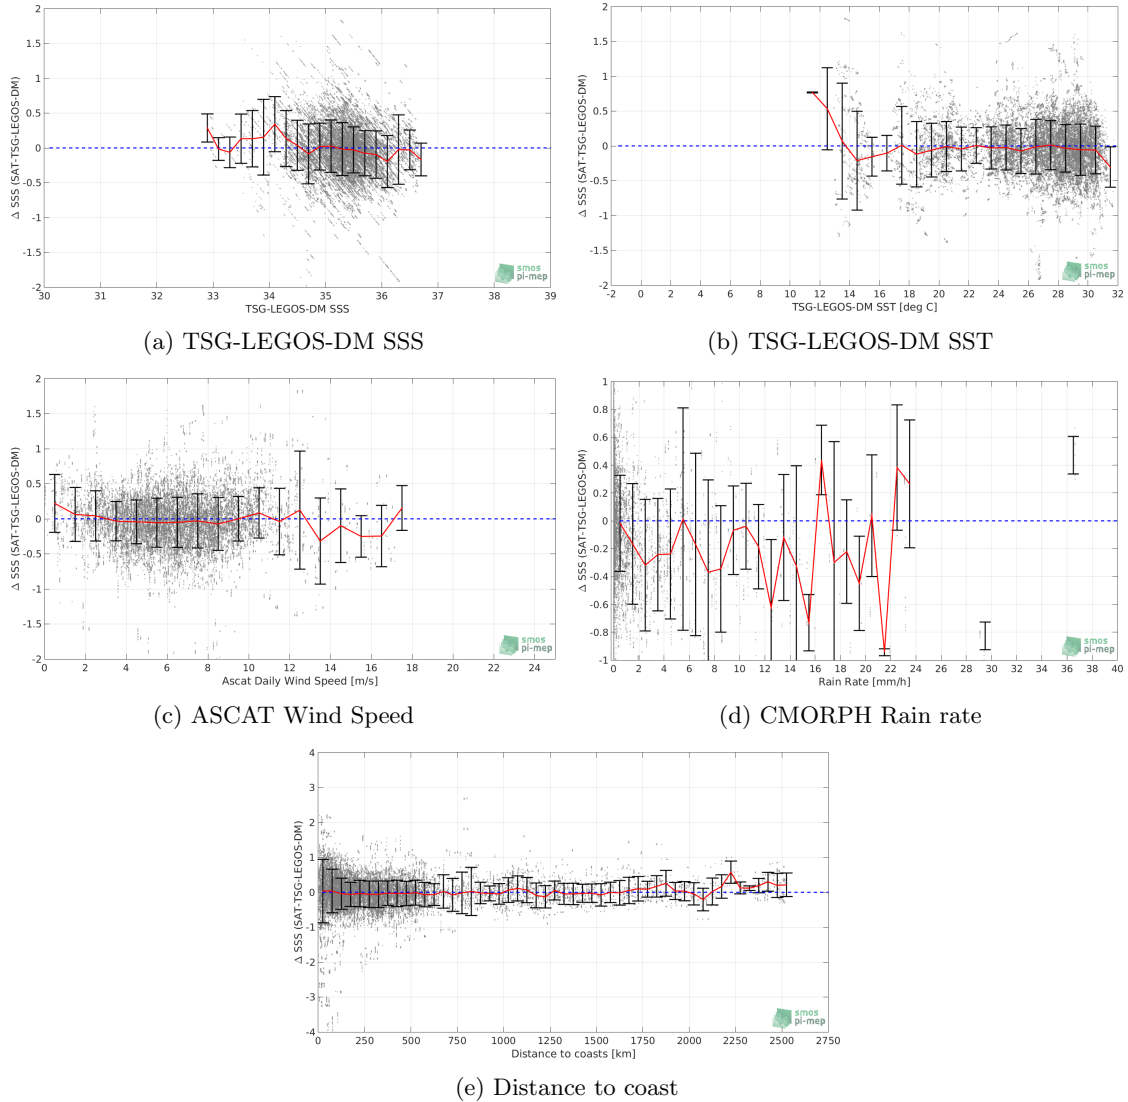 2
1.5
1
0.5
0
-0.5
-1
-1.5
-2
Δ SSS (SAT-TSG-LEGOS-DM)
30 31 32 33 34 35 36 37 38 39
TSG-LEGOS-DM SSS
smos
pi-mep
(a) TSG-LEGOS-DM SSS
2
1.5
1
0.5
0
-0.5
-1
-1.5
-2
Δ SSS (SAT-TSG-LEGOS-DM)
-2 0 2 4 6 8 10 12 14 16 18 20 22 24 26 28 30 32
TSG-LEGOS-DM SST [deg C]
smos
pi-mep
(b) TSG-LEGOS-DM SST
2
1.5
1
0.5
0
-0.5
-1
-1.5
-2
Δ SSS (SAT-TSG-LEGOS-DM)
0 2 4 6 8 10 12 14 16 18 20 22 24
Ascat Daily Wind Speed [m/s]
smos
pi-mep
(c) ASCAT Wind Speed
1
0.8
0.6
0.4
0.2
0
-0.2
-0.4
-0.6
-0.8
-1
Δ SSS (SAT-TSG-LEGOS-DM)
0 2 4 6 8 10 12 14 16 18 20 22 24 26 28 30 32 34 36 38 40
Rain Rate [mm/h]
smos
pi-mep
(d) CMORPH Rain rate
4
3
2
1
0
-1
-2
-3
-4
Δ SSS (SAT-TSG-LEGOS-DM)
0 250 500 750 1000 1250 1500 1750 2000 2250 2500 2750
Distance to coasts [km]
smos
pi-mep
(e) Distance to coast